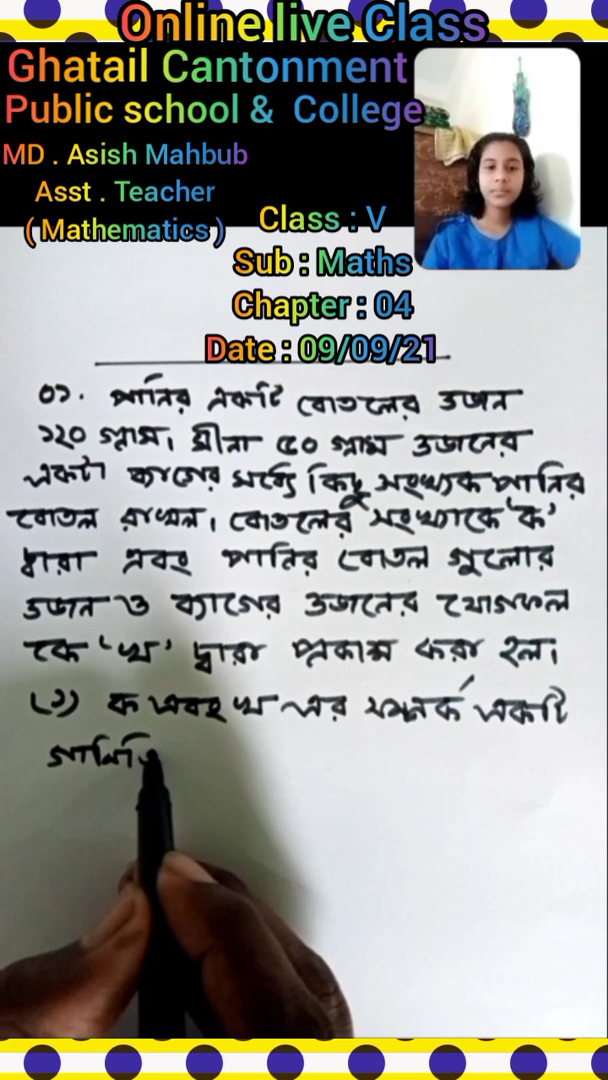 Online live Class
Ghatail Cantonment
Public school & College
MD . Asish Mahbub
Asst . Teacher
( Mathematics )
Class : V
Sub : Maths
Chapter : 04
Date : 09/09/21
০১. পানির একটি বোতলের ওজন
১২০ গ্রাম। মীনা ৫০ গ্রাম ওজনের
একটা ব্যাগের মধ্যে কিছু সংখ্যক পানির
বোতল রাখল। বোতলের সংখ্যাকে 'ক'
দ্বারা এবং পানির বোতল গুলোর
ওজন ও ব্যাগের ওজনের যোগফল
কে 'খ' দ্বারা প্রকাশ করা হল।
(১) ক এবং খ এর সম্পর্ক একটি